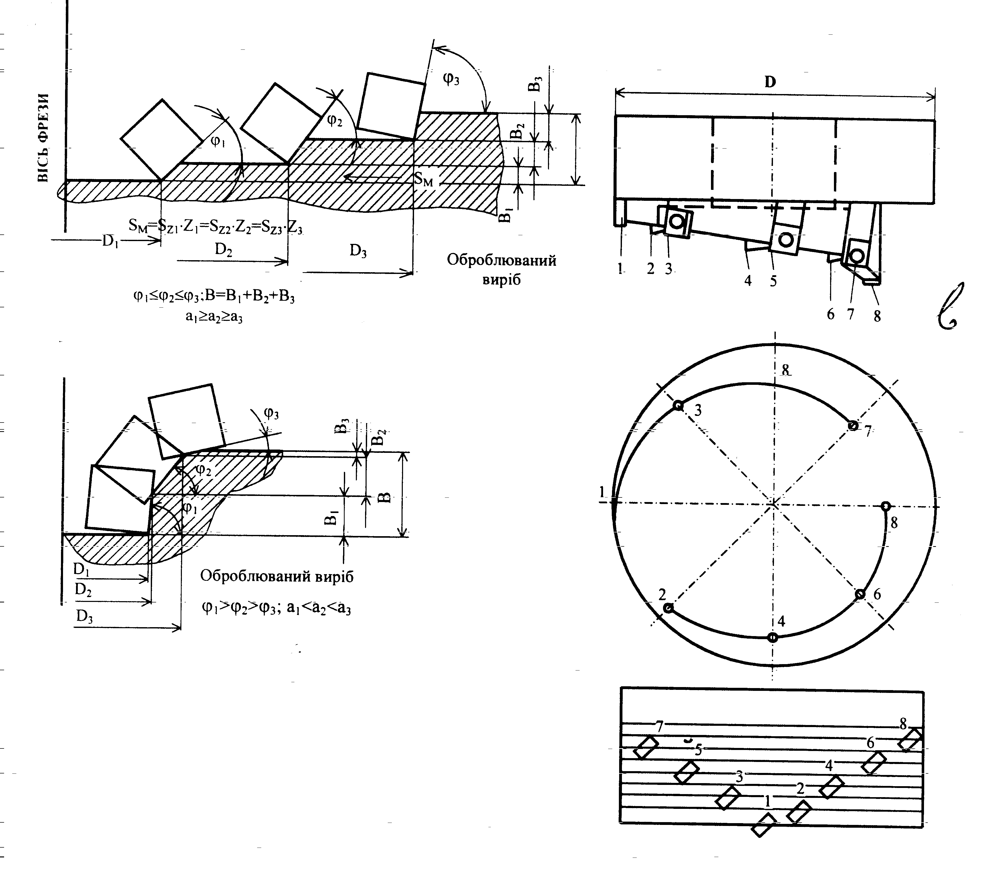 ВІСЬ ФРЕЗИ
φ₁
φ₂
φ₃
B₃
B₂
B₁
Sм
Sм=Sz₁·Z₁=Sz₂·Z₂=Sz₃·Z₃
D₁
D₂
D₃
Оброблюваний
виріб
φ₁≤φ₂≤φ₃;B=B₁+B₂+B₃
a₁≥a₂≥a₃
D
1
2
3
4
5
6
7
8
в
φ₃
φ₂
φ₁
B₃
B₂
B₁
B
D₁
D₂
D₃
Оброблюваний виріб
φ₁>φ₂>φ₃; a₁<a₂<a₃
8
3
7
1
8
2
6
4
7
8
5
6
3
4
1
2